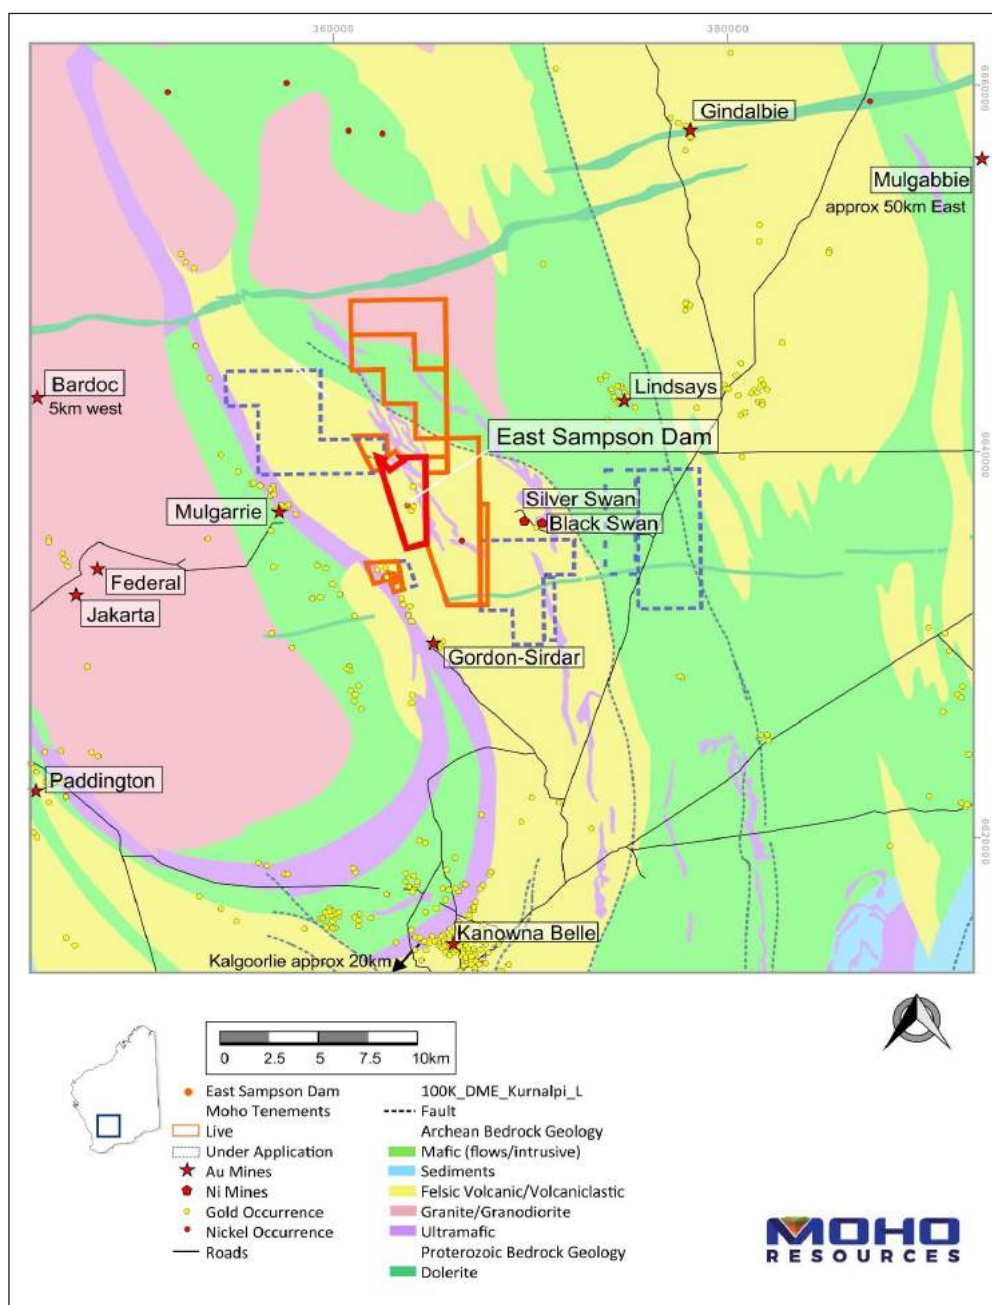 360000
380000
6660000
Gindalbie
Mulgabbie
approx 50km East
Bardoc
5km west
Lindsays
East Sampson Dam
6640000
Silver Swan
Black Swan
Mulgarrie
Federal
Jakarta
Gordon-Sirdar
Paddington
6620000
Kanowna Belle
Kalgoorlie approx 20km
0 2.5 5 7.5 10km
East Sampson Dam
Moho Tenements
Live
Under Application
Au Mines
Ni Mines
Gold Occurrence
Nickel Occurrence
Roads
100K_DME_Kurnalpi_L
Fault
Archean Bedrock Geology
Mafic (flows/intrusive)
Sediments
Felsic Volcanic/Volcaniclastic
Granite/Granodiorite
Ultramafic
Proterozoic Bedrock Geology
Dolerite
MOHO
RESOURCES